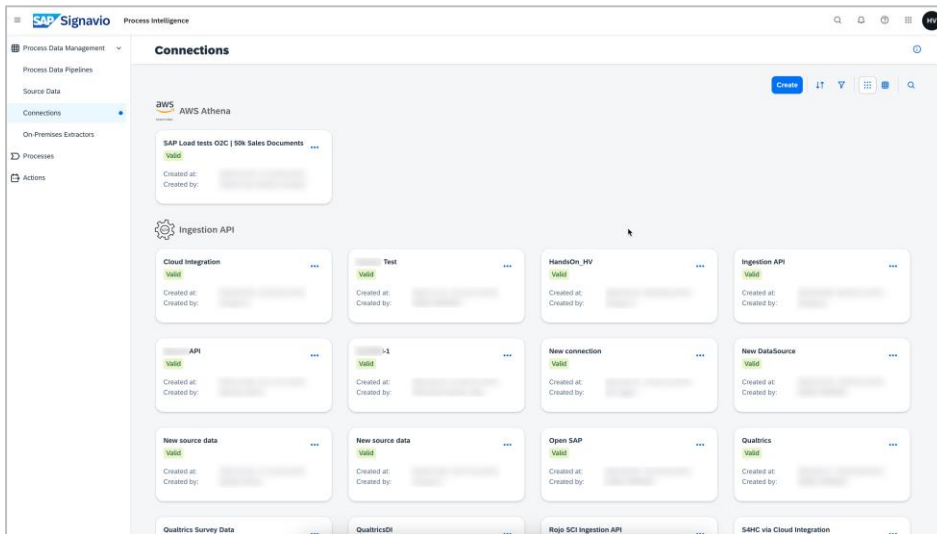 SAP Signavio Process Intelligence
HV
Process Data Management
Process Data Pipelines
Source Data
Connections
On-Premises Extractors
Processes
Actions
Connections
Create
aws AWS Athena
SAP Load tests O2C | 50k Sales Documents
Valid
Created at:
Created by:
Ingestion API
Cloud Integration
Valid
Created at:
Created by:
Test
Valid
Created at:
Created by:
HandsOn_HV
Valid
Created at:
Created by:
Ingestion API
Valid
Created at:
Created by:
API
Valid
Created at:
Created by:
-1
Valid
Created at:
Created by:
New connection
Valid
Created at:
Created by:
New DataSource
Valid
Created at:
Created by:
New source data
Valid
Created at:
Created by:
New source data
Valid
Created at:
Created by:
Open SAP
Valid
Created at:
Created by:
Qualtrics
Valid
Created at:
Created by:
Qualtrics Survey Data
QualtricsDI
Rojo SCI Ingestion API
S4HC via Cloud Integration